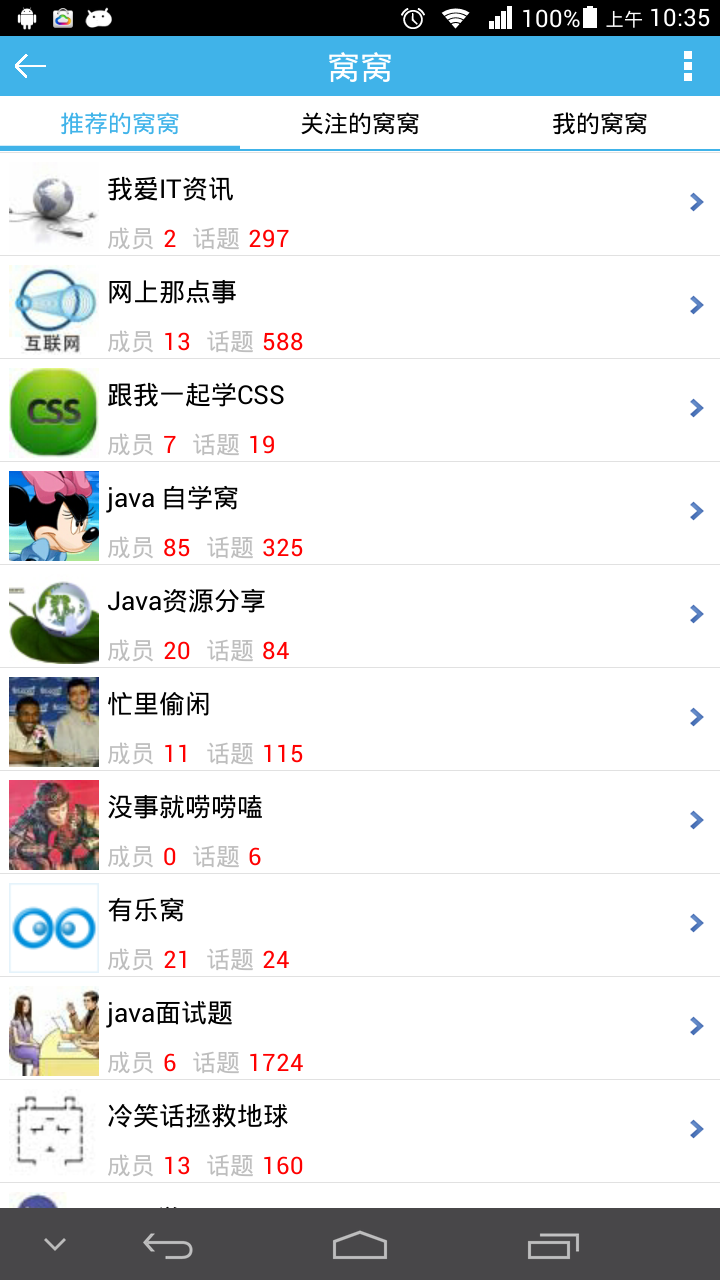 100% 上午 10:35
窝窝
推荐的窝窝 关注的窝窝 我的窝窝
我爱IT资讯
成员 2 话题 297
网上那点事
互联网
成员 13 话题 588
跟我一起学CSS
CSS
成员 7 话题 19
java 自学窝
成员 85 话题 325
Java资源分享
成员 20 话题 84
忙里偷闲
成员 11 话题 115
没事就唠唠嗑
成员 0 话题 6
有乐窝
成员 21 话题 24
java面试题
成员 6 话题 1724
冷笑话拯救地球
成员 13 话题 160